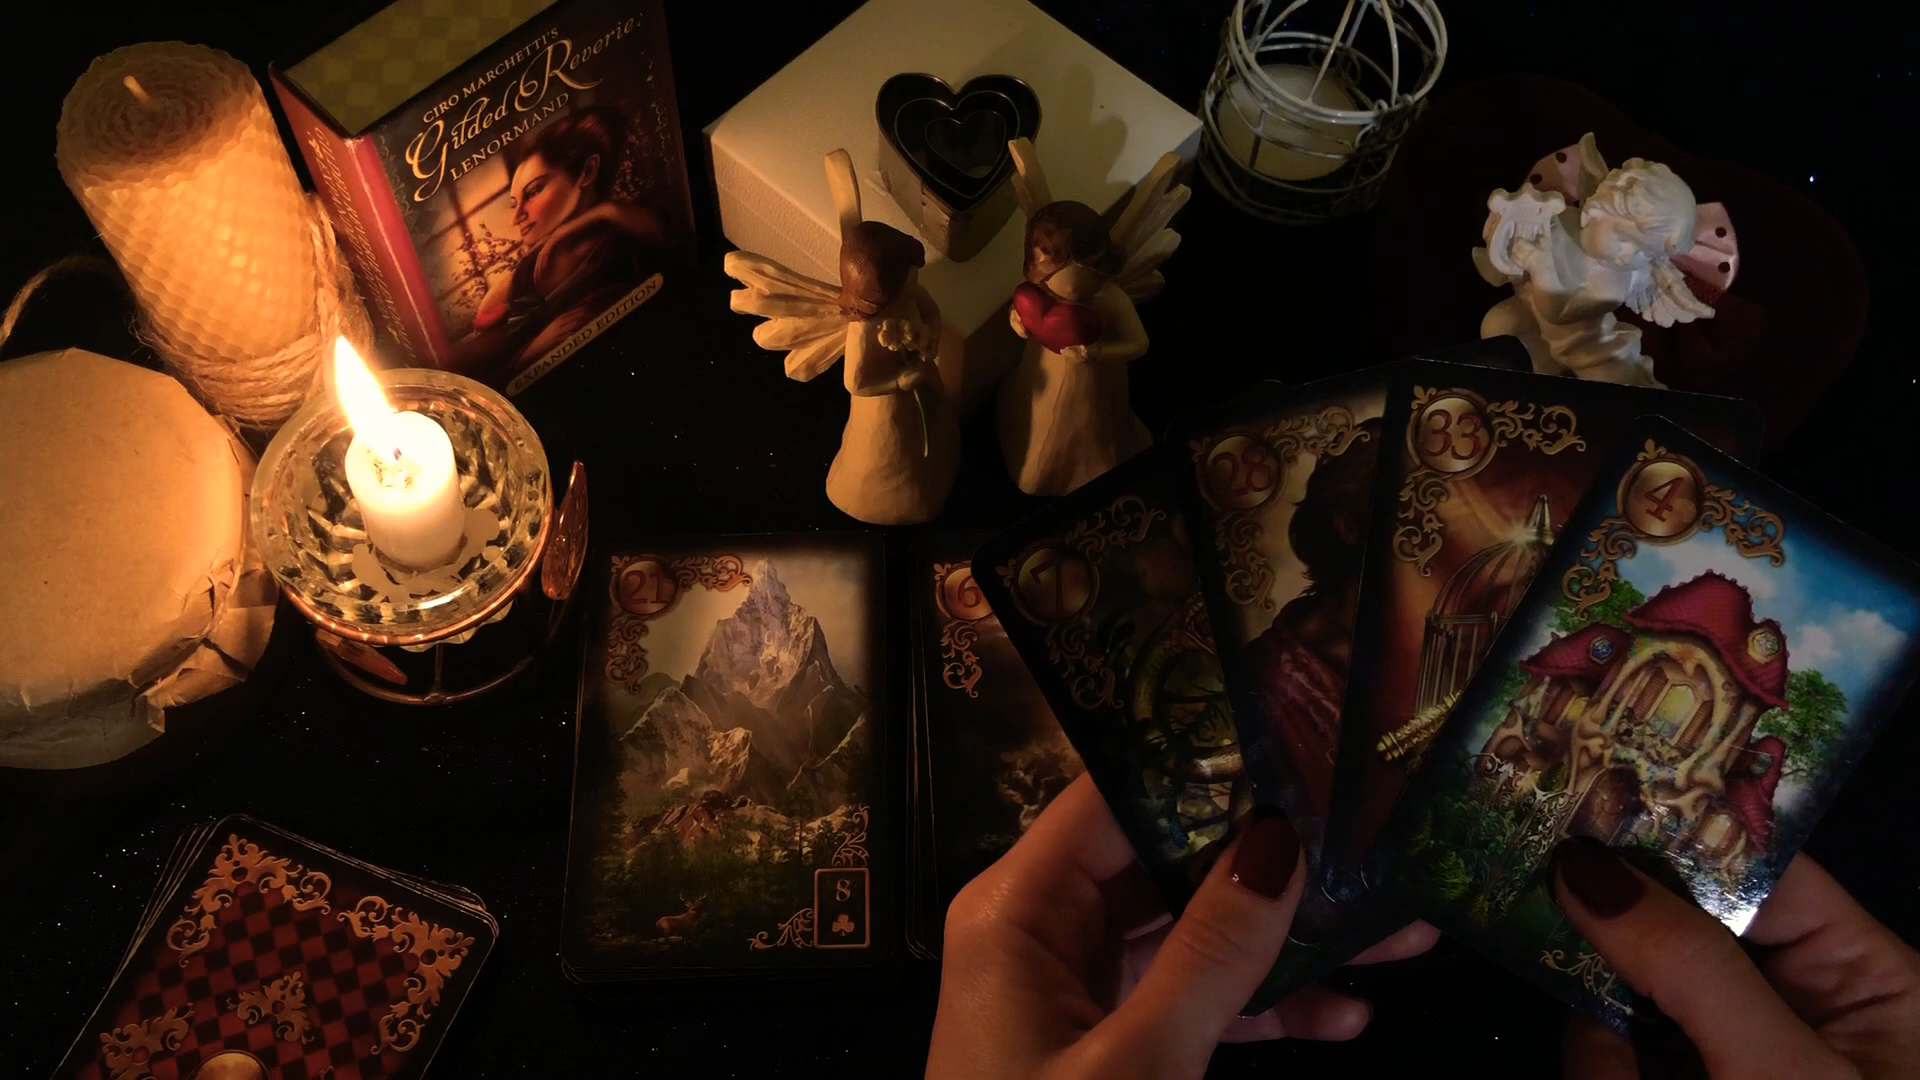 CIRO MARCHETTI'S
Gilded Reverie
LENORMAND
EXPANDED EDITION
21
8
6
7
28
33
4